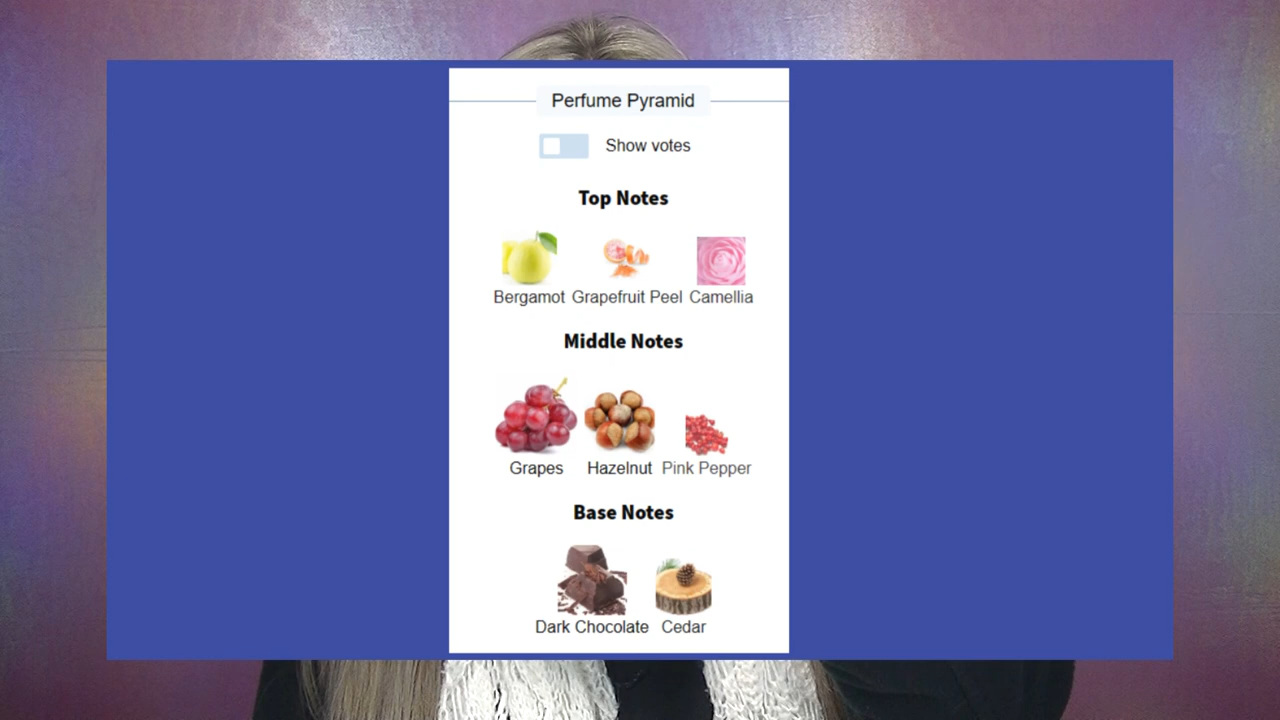 Perfume Pyramid
Show votes
Top Notes
Bergamot Grapefruit Peel Camellia
Middle Notes
Grapes Hazelnut Pink Pepper
Base Notes
Dark Chocolate Cedar